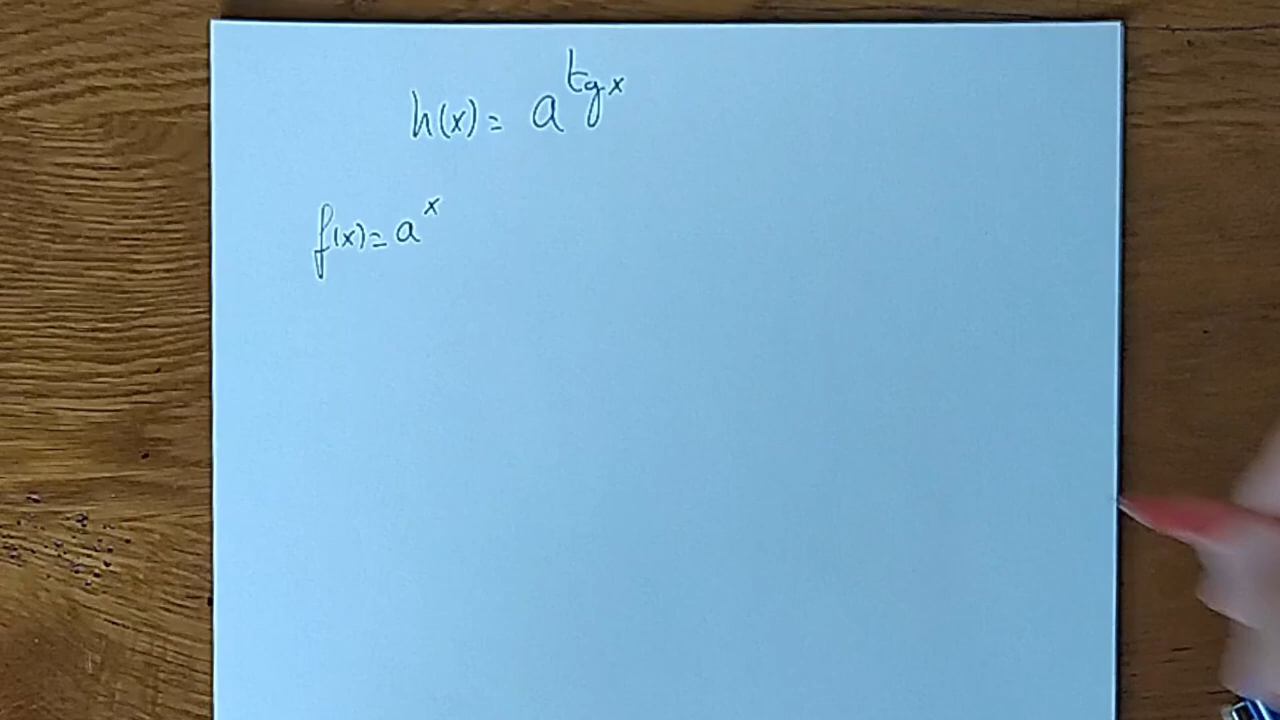 h(x) = a^tg x
f(x) = a^x